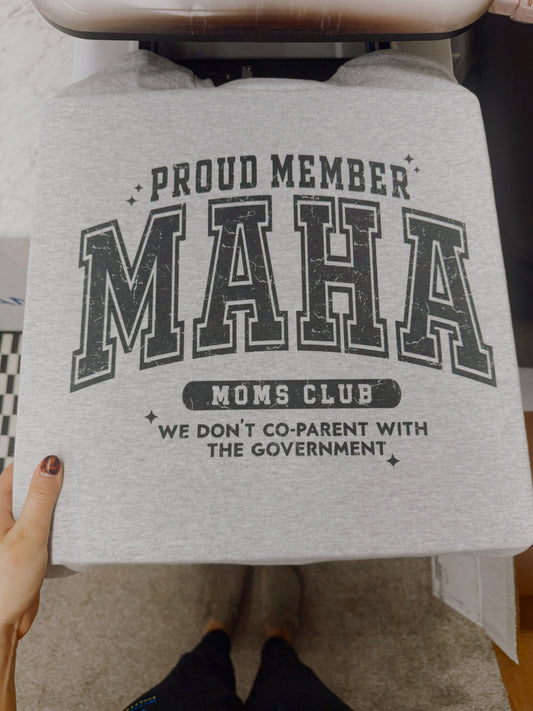 PROUD MEMBER
MAHA
MOMS CLUB
WE DON'T CO-PARENT WITH
THE GOVERNMENT